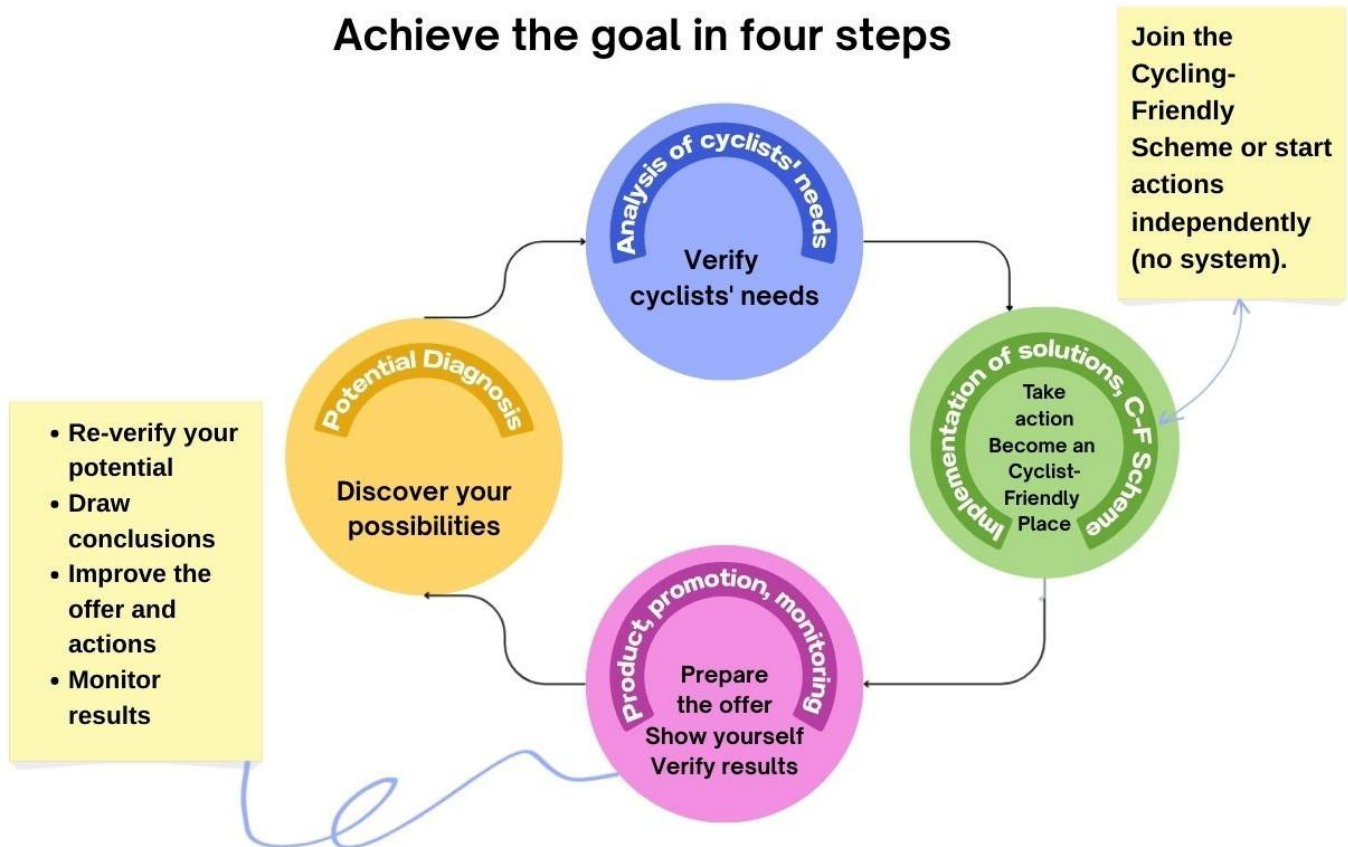 Achieve the goal in four steps
Join the
Cycling-
Friendly
Scheme or start
actions
independently
(no system).
Analysis of cyclists' needs
Verify
cyclists' needs
Potential Diagnosis
Discover your
possibilities
Implementation of solutions, C-F Scheme
Take
action
Become an
Cyclist-
Friendly
Place
Product, promotion, monitoring
Prepare
the offer
Show yourself
Verify results
• Re-verify your
potential
• Draw
conclusions
• Improve the
offer and
actions
• Monitor
results